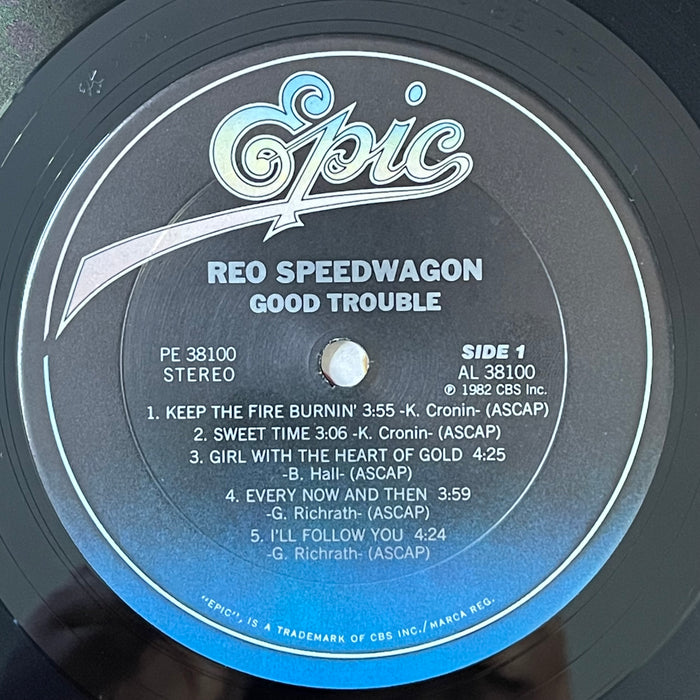 Epic
REO SPEEDWAGON
GOOD TROUBLE
PE 38100
STEREO
SIDE 1
AL 38100
℗ 1982 CBS Inc.
1. KEEP THE FIRE BURNIN' 3:55 -K. Cronin- (ASCAP)
2. SWEET TIME 3:06 -K. Cronin- (ASCAP)
3. GIRL WITH THE HEART OF GOLD 4:25
-B. Hall- (ASCAP)
4. EVERY NOW AND THEN 3:59
-G. Richrath- (ASCAP)
5. I'LL FOLLOW YOU 4:24
-G. Richrath- (ASCAP)
"EPIC", IS A TRADEMARK OF CBS INC./MARCA REG.